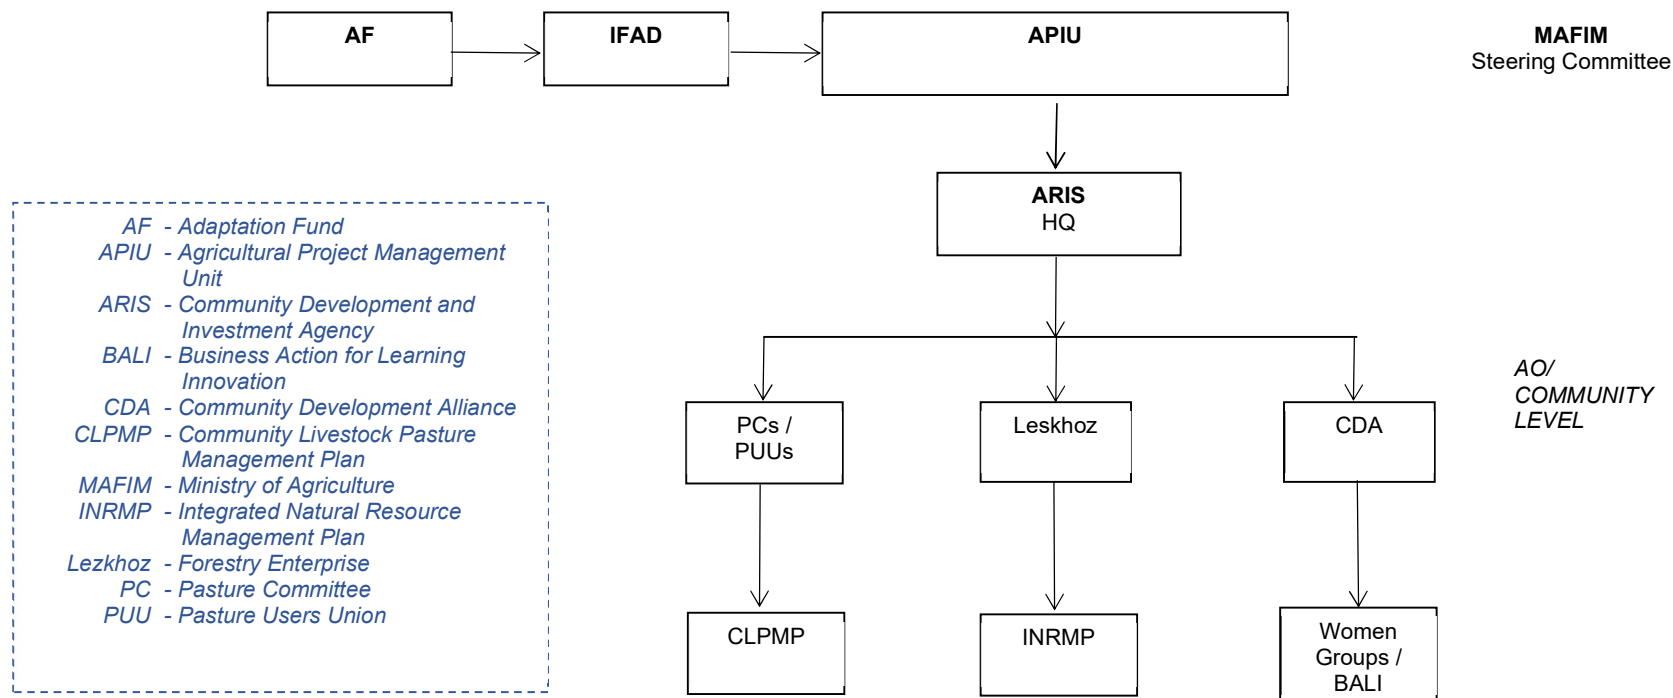 AF
IFAD
APIU
MAFIM
Steering Committee
ARIS
HQ
AF - Adaptation Fund
APIU - Agricultural Project Management
Unit
ARIS - Community Development and
Investment Agency
BALI - Business Action for Learning
Innovation
CDA - Community Development Alliance
CLPMP - Community Livestock Pasture
Management Plan
MAFIM - Ministry of Agriculture
INRMP - Integrated Natural Resource
Management Plan
Lezkhoz - Forestry Enterprise
PC - Pasture Committee
PUU - Pasture Users Union
AO/
COMMUNITY
LEVEL
PCs /
PUUs
Leskhoz
CDA
CLPMP
INRMP
Women
Groups /
BALI